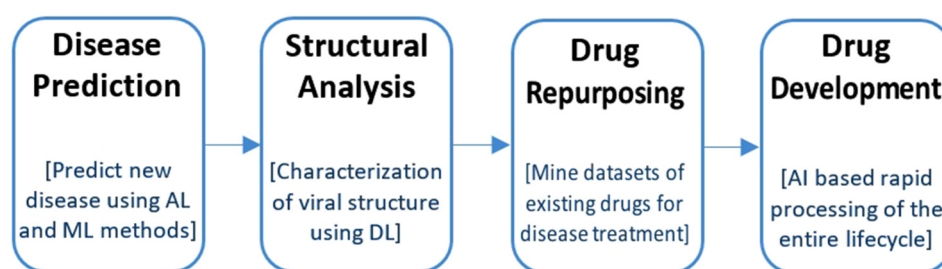 Disease
Prediction
[Predict new
disease using AL
and ML methods]
Structural
Analysis
[Characterization
of viral structure
using DL]
Drug
Repurposing
[Mine datasets of
existing drugs for
disease treatment]
Drug
Development
[AI based rapid
processing of the
entire lifecycle]